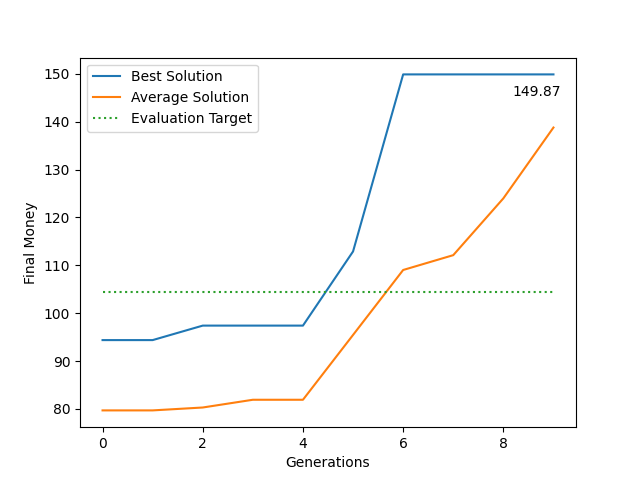 Best Solution
Average Solution
Evaluation Target
149.87
Final Money
150
140
130
120
110
100
90
80
0 2 4 6 8
Generations